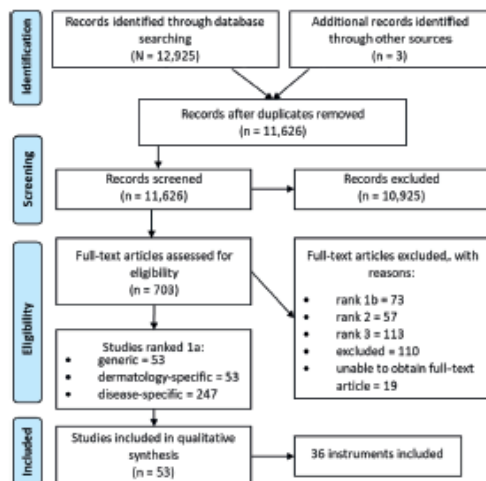 Identification
Records identified through database
searching
(N = 12,925)
Additional records identified
through other sources
(n = 3)
Records after duplicates removed
(n = 11,626)
Screening
Records screened
(n = 11,626)
Records excluded
(n = 10,925)
Eligibility
Full-text articles assessed for
eligibility
(n = 703)
Full-text articles excluded,, with
reasons:
• rank 1b = 73
• rank 2 = 57
• rank 3 = 113
• excluded = 110
• unable to obtain full-text
article = 19
Studies ranked 1a:
• generic = 53
• dermatology-specific = 53
• disease-specific = 247
Included
Studies included in qualitative
synthesis
(n = 53)
36 instruments included